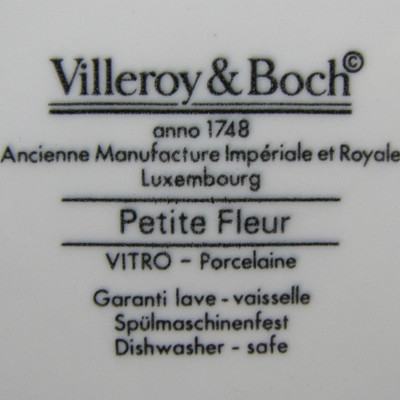 Villeroy & Boch©
anno 1748
Ancienne Manufacture Impériale et Royale
Luxembourg
Petite Fleur
VITRO - Porcelaine
Garanti lave - vaisselle
Spülmaschinenfest
Dishwasher - safe